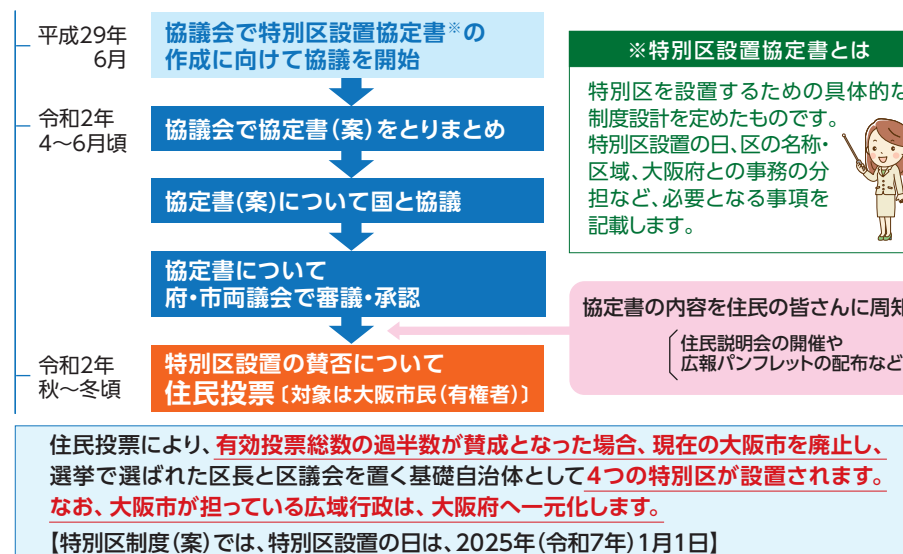 平成29年
6月
協議会で特別区設置協定書※の
作成に向けて協議を開始
令和2年
4〜6月頃
協議会で協定書(案)をとりまとめ
協定書(案)について国と協議
協定書について
府・市両議会で審議・承認
令和2年
秋〜冬頃
特別区設置の賛否について
住民投票〔対象は大阪市民(有権者)〕
※特別区設置協定書とは
特別区を設置するための具体的な
制度設計を定めたものです。
特別区設置の日、区の名称・
区域、大阪府との事務の分
担など、必要となる事項を
記載します。
協定書の内容を住民の皆さんに周知
住民説明会の開催や
広報パンフレットの配布など
住民投票により、有効投票総数の過半数が賛成となった場合、現在の大阪市を廃止し、
選挙で選ばれた区長と区議会を置く基礎自治体として4つの特別区が設置されます。
なお、大阪市が担っている広域行政は、大阪府へ一元化します。
【特別区制度(案)では、特別区設置の日は、2025年(令和7年)1月1日】